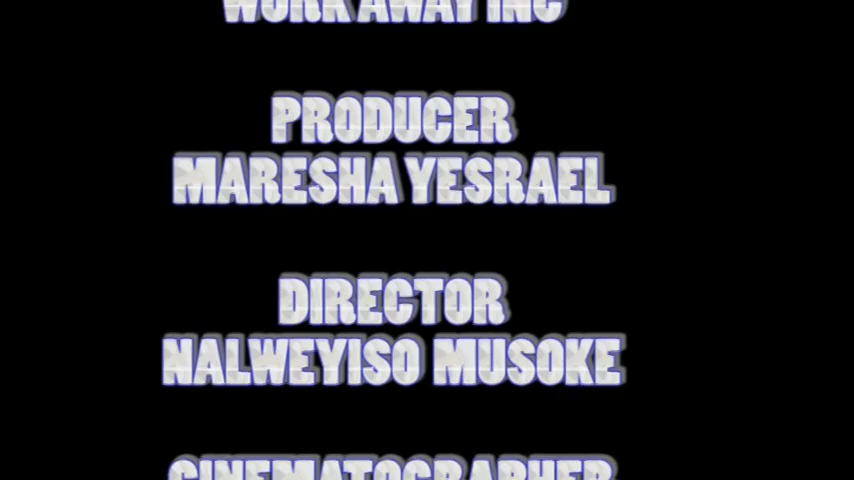 WORK AWAY INC
PRODUCER
MARESHA YESRAEL
DIRECTOR
NALWEYISO MUSOKE
CINEMATOGRAPHER